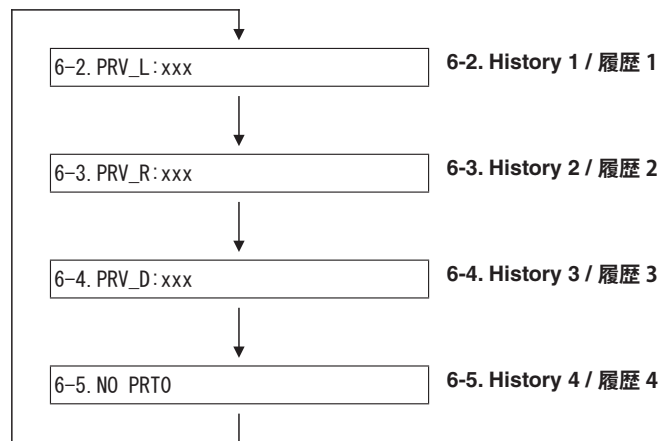 6-2. PRV_L:xxx 6-2. History 1 / 履歴 1
6-3. PRV_R:xxx 6-3. History 2 / 履歴 2
6-4. PRV_D:xxx 6-4. History 3 / 履歴 3
6-5. NO PRT0 6-5. History 4 / 履歴 4